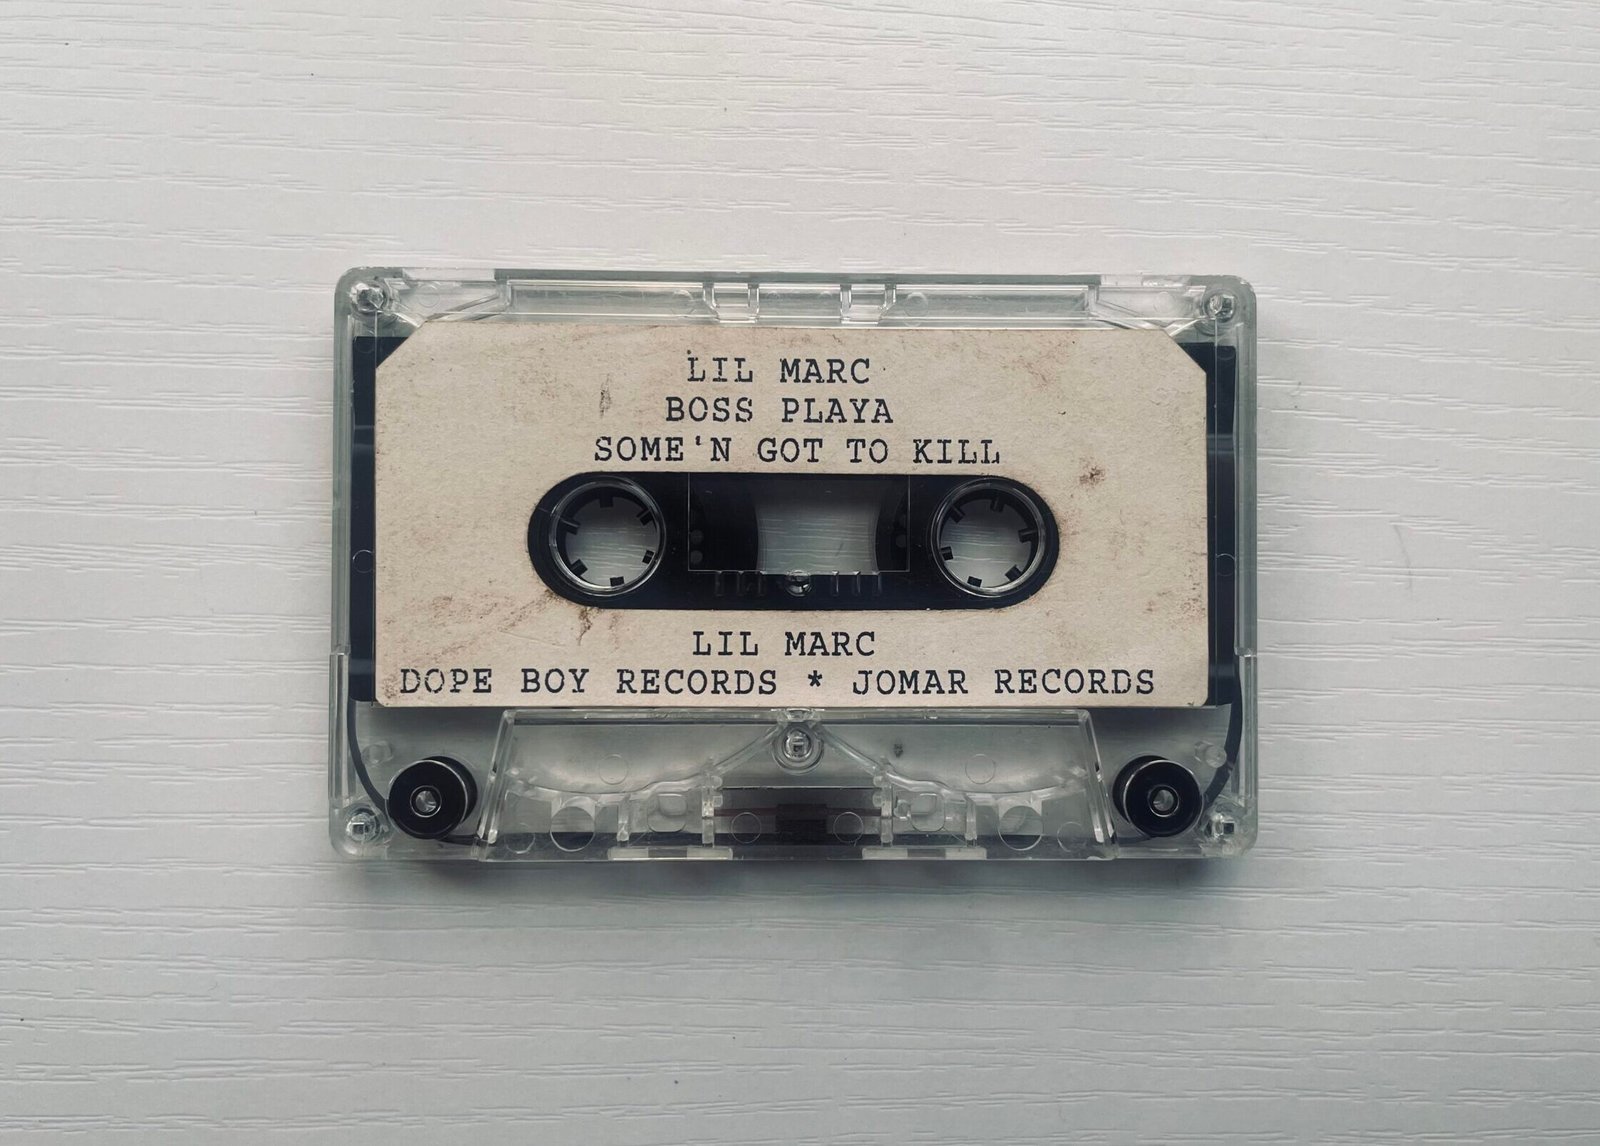 LIL MARC
BOSS PLAYA
SOME'N GOT TO KILL
LIL MARC
DOPE BOY RECORDS * JOMAR RECORDS